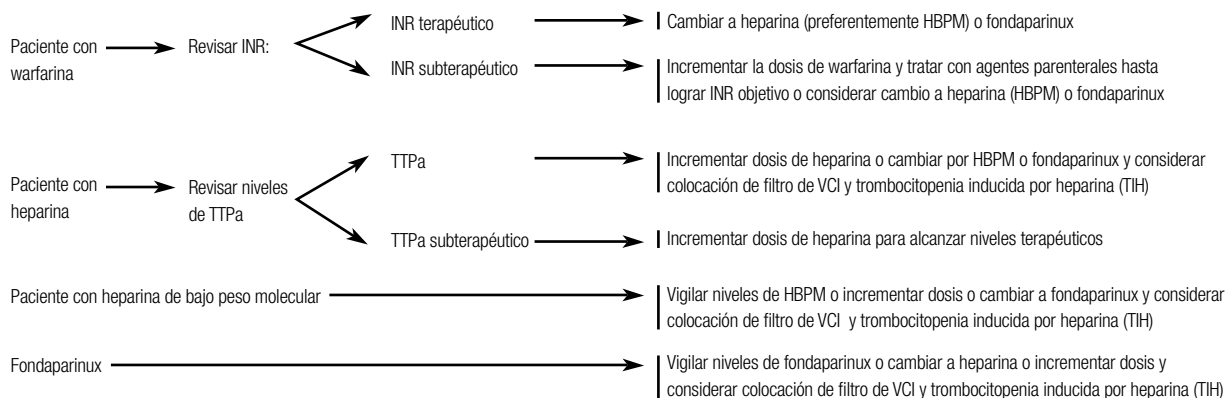 Paciente con
warfarina
Revisar INR:
INR terapéutico
Cambiar a heparina (preferentemente HBPM) o fondaparinux
INR subterapéutico
Incrementar la dosis de warfarina y tratar con agentes parenterales hasta
lograr INR objetivo o considerar cambio a heparina (HBPM) o fondaparinux
Paciente con
heparina
Revisar niveles
de TTPa
TTPa
Incrementar dosis de heparina o cambiar por HBPM o fondaparinux y considerar
colocación de filtro de VCI y trombocitopenia inducida por heparina (TIH)
TTPa subterapéutico
Incrementar dosis de heparina para alcanzar niveles terapéuticos
Paciente con heparina de bajo peso molecular
Vigilar niveles de HBPM o incrementar dosis o cambiar a fondaparinux y considerar
colocación de filtro de VCI y trombocitopenia inducida por heparina (TIH)
Fondaparinux
Vigilar niveles de fondaparinux o cambiar a heparina o incrementar dosis y
considerar colocación de filtro de VCI y trombocitopenia inducida por heparina (TIH)